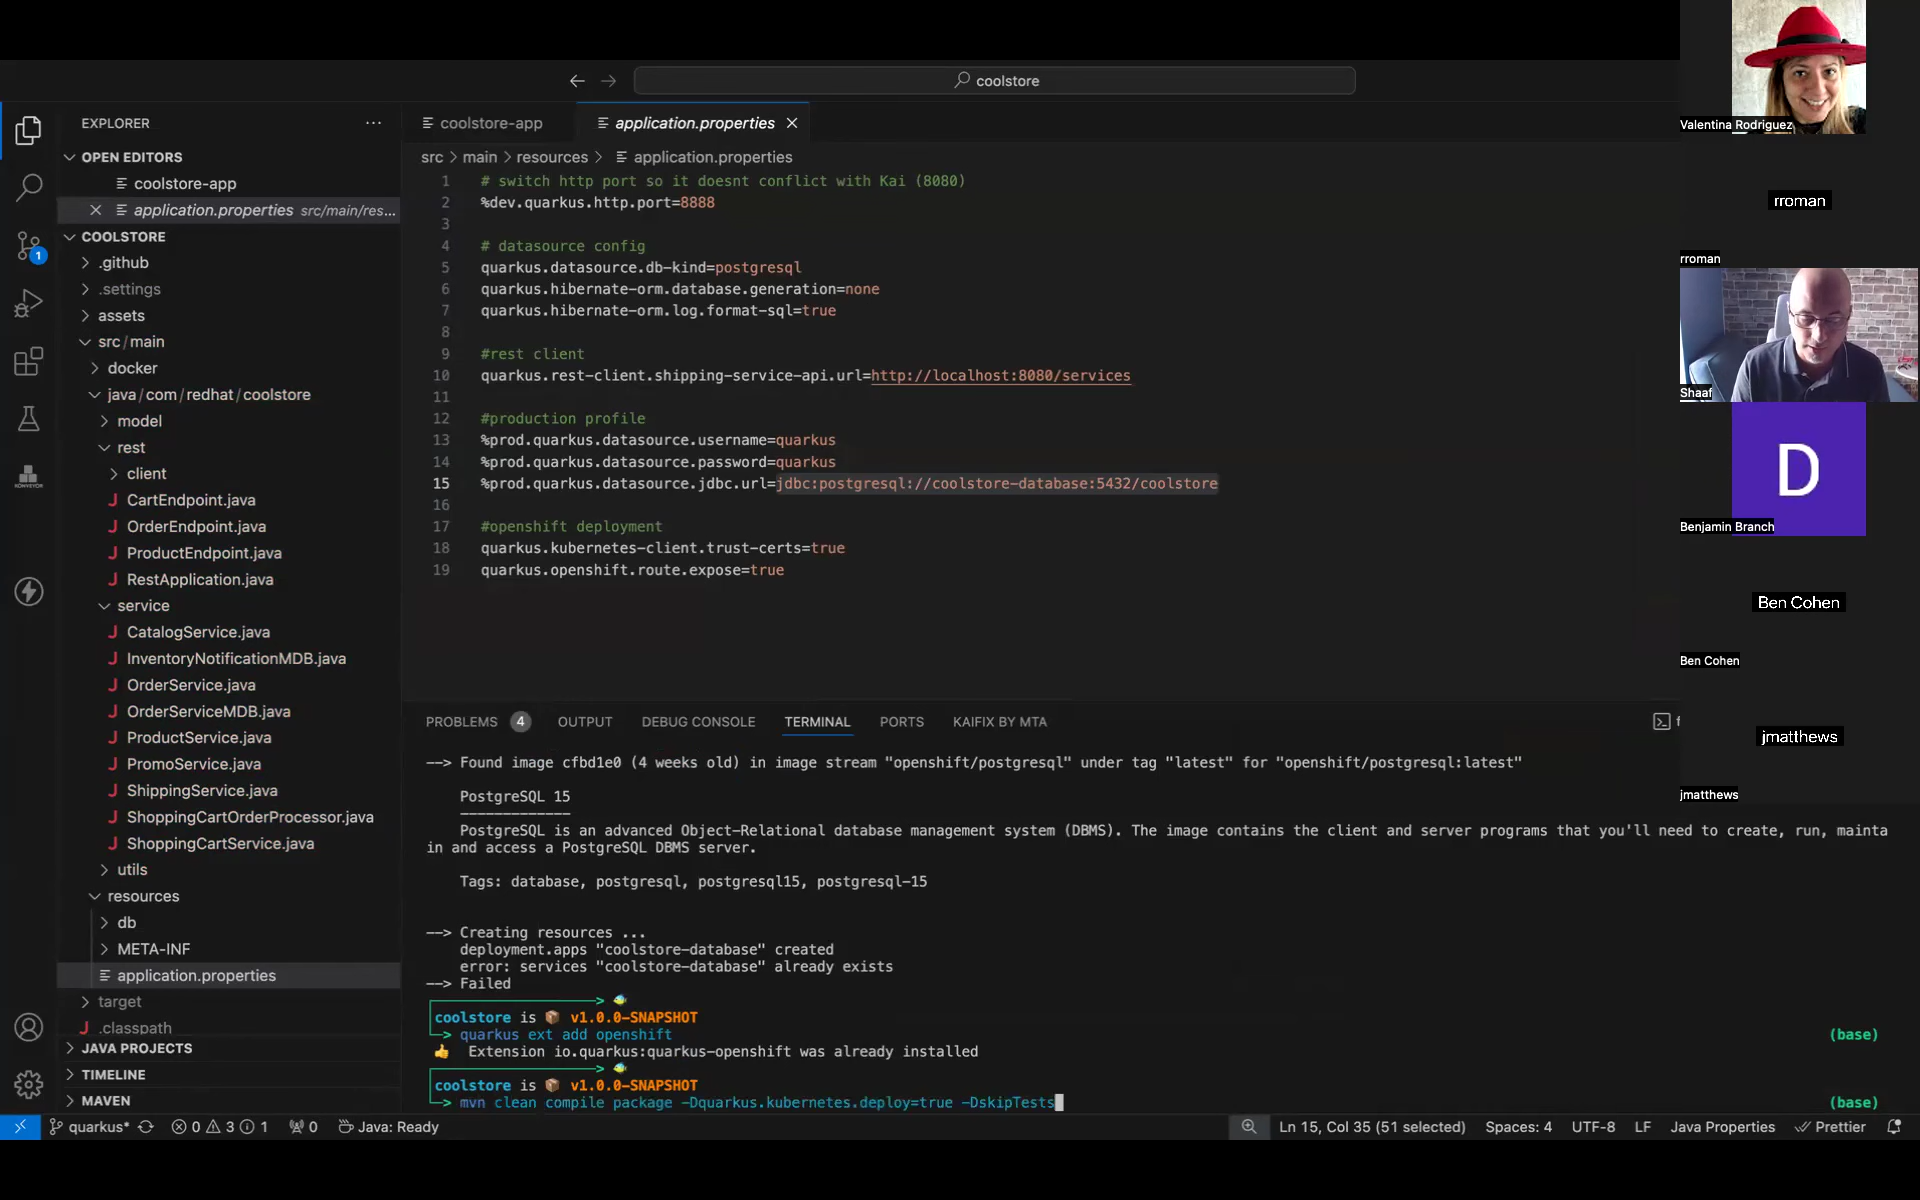 coolstore
EXPLORER
OPEN EDITORS
coolstore-app
application.properties src/main/res...
COOLSTORE
.github
.settings
assets
src/main
docker
java/com/redhat/coolstore
model
rest
client
CartEndpoint.java
OrderEndpoint.java
ProductEndpoint.java
RestApplication.java
service
CatalogService.java
InventoryNotificationMDB.java
OrderService.java
OrderServiceMDB.java
ProductService.java
PromoService.java
ShippingService.java
ShoppingCartOrderProcessor.java
ShoppingCartService.java
utils
resources
db
META-INF
application.properties
target
.classpath
JAVA PROJECTS
TIMELINE
MAVEN
1
coolstore-app
application.properties
src > main > resources > application.properties
1 # switch http port so it doesnt conflict with Kai (8080)
2 %dev.quarkus.http.port=8888
3
4 # datasource config
5 quarkus.datasource.db-kind=postgresql
6 quarkus.hibernate-orm.database.generation=none
7 quarkus.hibernate-orm.log.format-sql=true
8
9 #rest client
10 quarkus.rest-client.shipping-service-api.url=http://localhost:8080/services
11
12 #production profile
13 %prod.quarkus.datasource.username=quarkus
14 %prod.quarkus.datasource.password=quarkus
15 %prod.quarkus.datasource.jdbc.url=jdbc:postgresql://coolstore-database:5432/coolstore
16
17 #openshift deployment
18 quarkus.kubernetes-client.trust-certs=true
19 quarkus.openshift.route.expose=true
PROBLEMS 4 OUTPUT DEBUG CONSOLE TERMINAL PORTS KAIFIX BY MTA
--> Found image cfbd1e0 (4 weeks old) in image stream "openshift/postgresql" under tag "latest" for "openshift/postgresql:latest"
PostgreSQL 15
-------------
PostgreSQL is an advanced Object-Relational database management system (DBMS). The image contains the client and server programs that you'll need to create, run, mainta
in and access a PostgreSQL DBMS server.
Tags: database, postgresql, postgresql15, postgresql-15
--> Creating resources ...
deployment.apps "coolstore-database" created
error: services "coolstore-database" already exists
--> Failed
coolstore is 📦 v1.0.0-SNAPSHOT
> quarkus ext add openshift (base)
👍 Extension io.quarkus:quarkus-openshift was already installed
coolstore is 📦 v1.0.0-SNAPSHOT
> mvn clean compile package -Dquarkus.kubernetes.deploy=true -DskipTests (base)
quarkus* 0 3 1 0 Java: Ready
Ln 15, Col 35 (51 selected) Spaces: 4 UTF-8 LF Java Properties Prettier
Valentina Rodriguez
rroman
rroman
Shaaf
D
Benjamin Branch
Ben Cohen
Ben Cohen
jmatthews
jmatthews